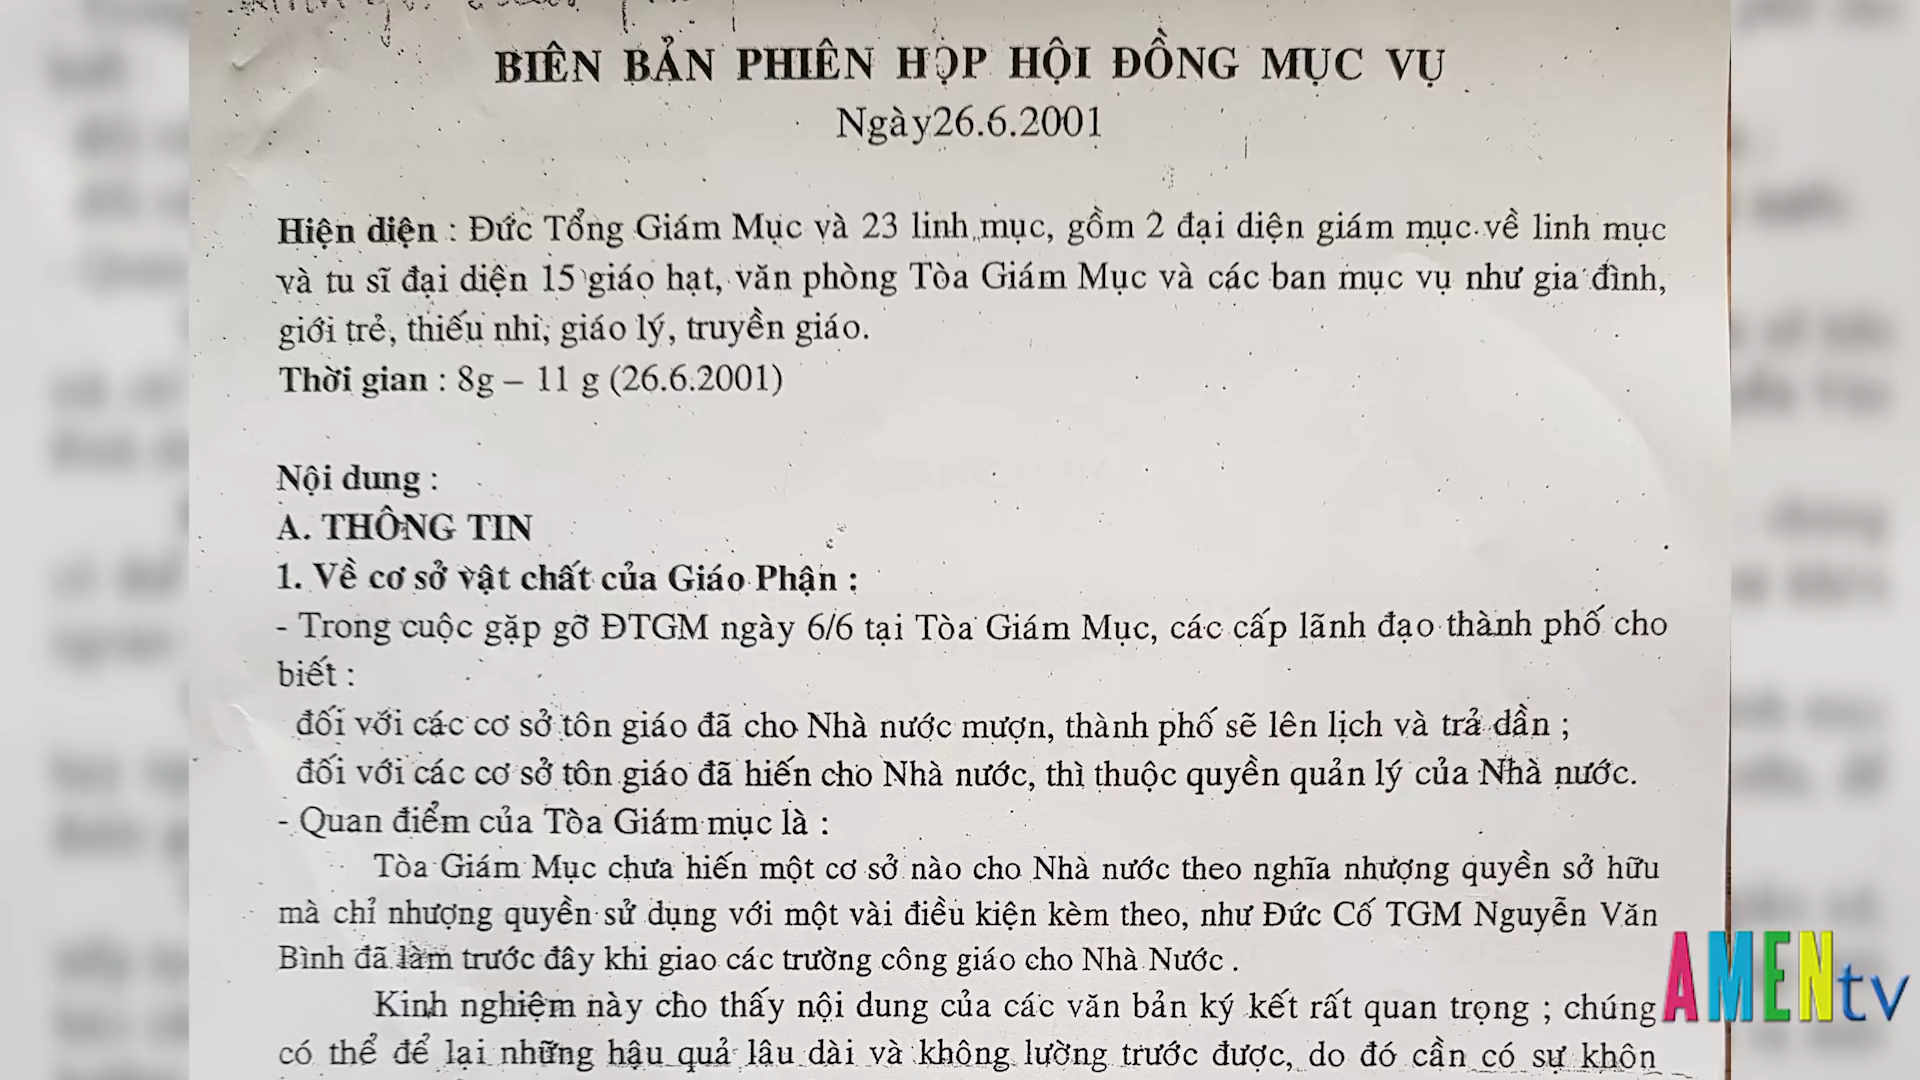 BIÊN BẢN PHIÊN HỌP HỘI ĐỒNG MỤC VỤ
Ngày26.6.2001
Hiện diện : Đức Tổng Giám Mục và 23 linh mục, gồm 2 đại diện giám mục về linh mục
và tu sĩ đại diện 15 giáo hạt, văn phòng Tòa Giám Mục và các ban mục vụ như gia đình,
giới trẻ, thiếu nhi, giáo lý, truyền giáo.
Thời gian : 8g – 11 g (26.6.2001)
Nội dung :
A. THÔNG TIN
1. Về cơ sở vật chất của Giáo Phận :
- Trong cuộc gặp gỡ ĐTGM ngày 6/6 tại Tòa Giám Mục, các cấp lãnh đạo thành phố cho
biết :
đối với các cơ sở tôn giáo đã cho Nhà nước mượn, thành phố sẽ lên lịch và trả dần ;
đối với các cơ sở tôn giáo đã hiến cho Nhà nước, thì thuộc quyền quản lý của Nhà nước.
- Quan điểm của Tòa Giám mục là :
Tòa Giám Mục chưa hiến một cơ sở nào cho Nhà nước theo nghĩa nhượng quyền sở hữu
mà chỉ nhượng quyền sử dụng với một vài điều kiện kèm theo, như Đức Cố TGM Nguyễn Văn
Bình đã làm trước đây khi giao các trường công giáo cho Nhà Nước .
Kinh nghiệm này cho thấy nội dung của các văn bản ký kết rất quan trọng ; chúng
có thể để lại những hậu quả lâu dài và không lường trước được, do đó cần có sự khôn
AMENtv